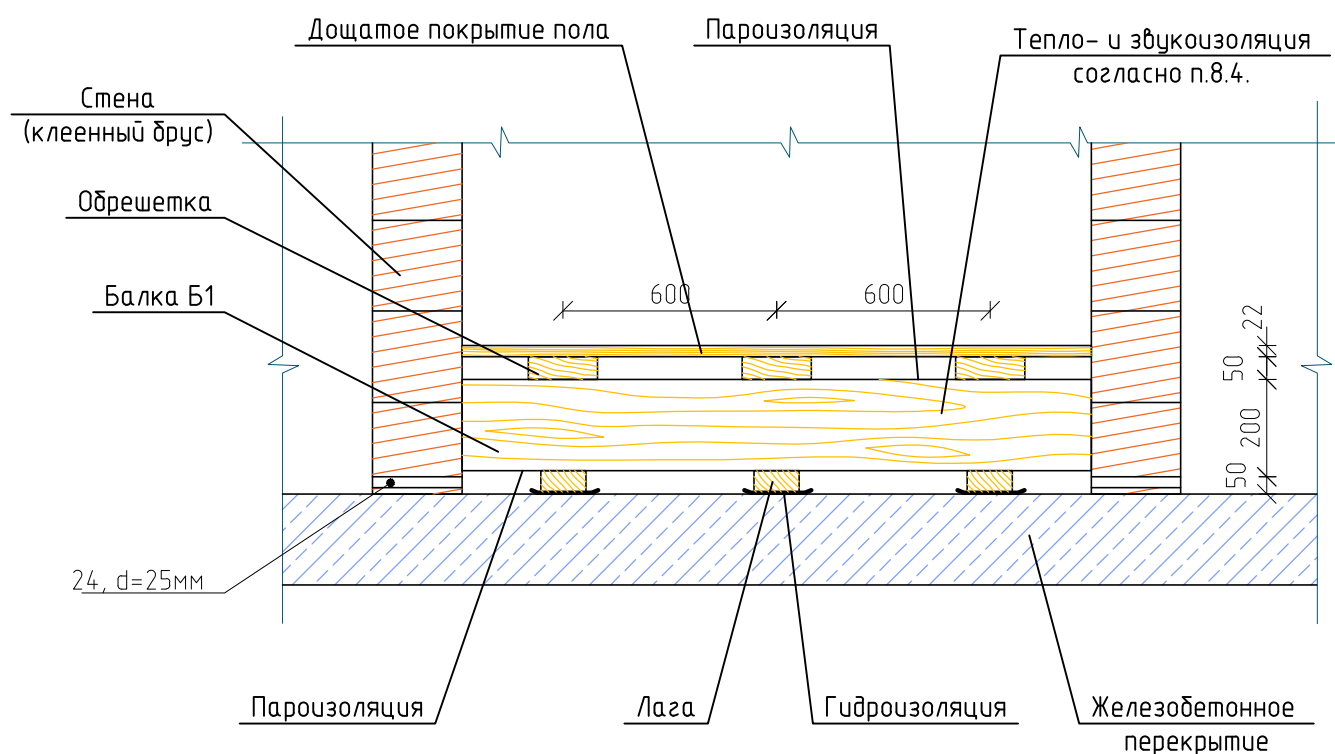 Дощатое покрытие пола
Пароизоляция
Тепло- и звукоизоляция
согласно п.8.4.
Стена
(клеенный брус)
Обрешетка
Балка Б1
600
600
22
50
200
50
24, d=25мм
Пароизоляция
Лага
Гидроизоляция
Железобетонное
перекрытие